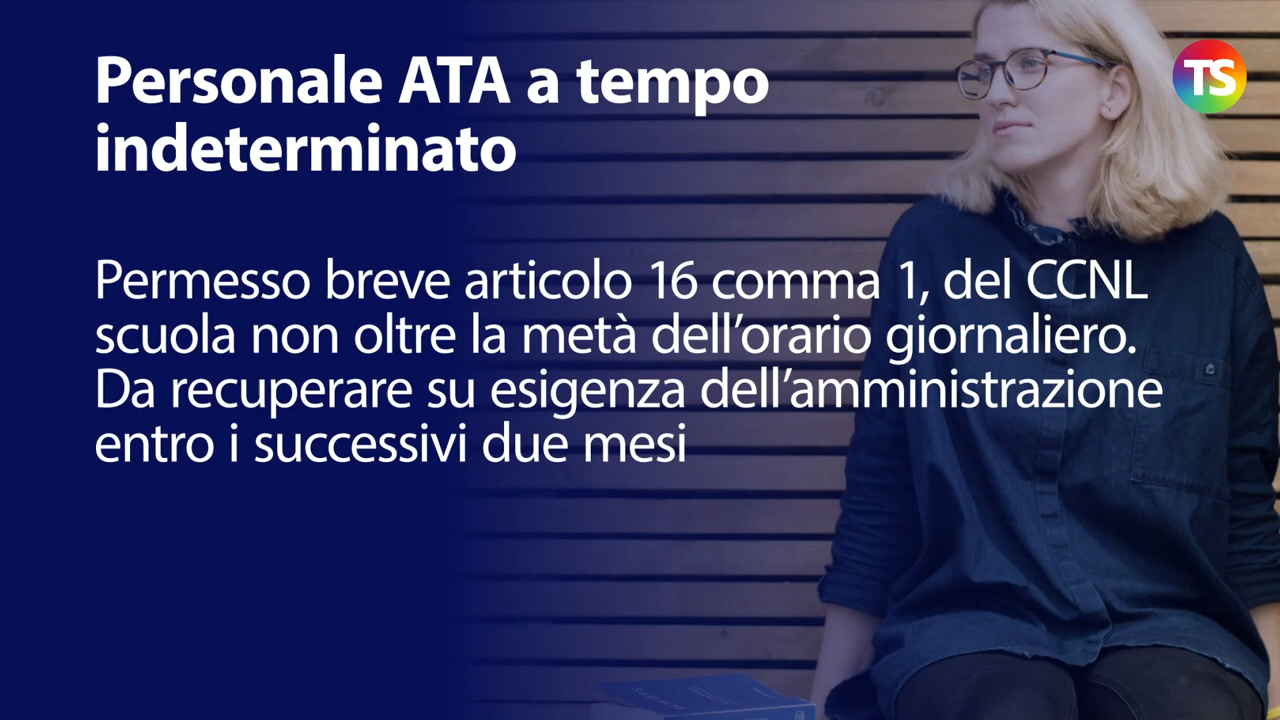 Personale ATA a tempo
indeterminato
TS
Permesso breve articolo 16 comma 1, del CCNL
scuola non oltre la metà dell’orario giornaliero.
Da recuperare su esigenza dell’amministrazione
entro i successivi due mesi